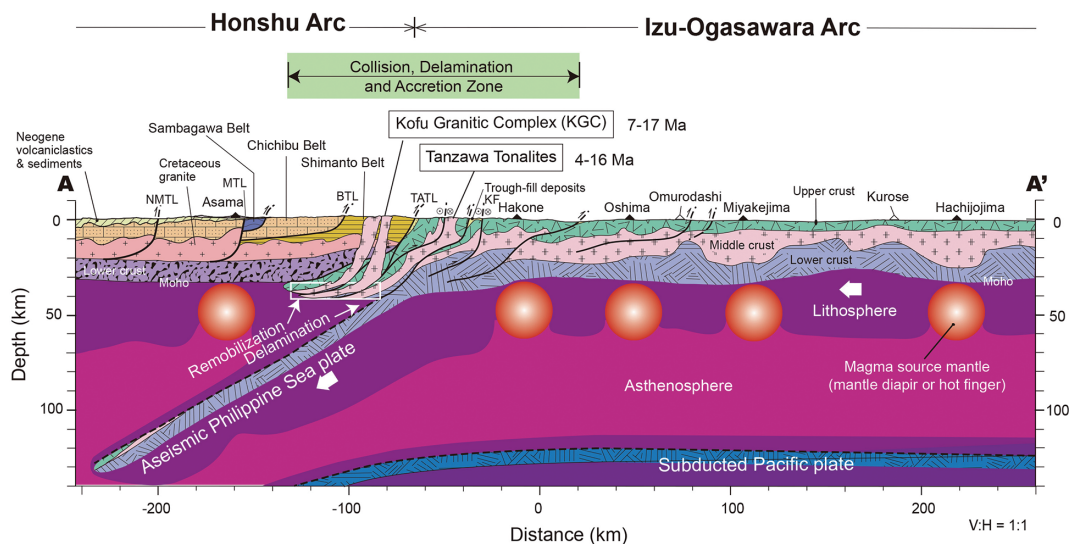 Honshu Arc
Izu-Ogasawara Arc
Collision, Delamination
and Accretion Zone
Kofu Granitic Complex (KGC)
7-17 Ma
Tanzawa Tonalites
4-16 Ma
Neogene
volcaniclastics
& sediments
Sambagawa Belt
Chichibu Belt
Cretaceous
granite
Shimanto Belt
A
NMTL
MTL
Asama
BTL
TATL
KF
Trough-fill deposits
Hakone
Oshima
Omurodashi
Miyakejima
Upper crust
Kurose
Hachijojima
A'
0
50
100
Depth (km)
0
50
100
Middle crust
Lower crust
Lower crust
Moho
Moho
Remobilization
Delamination
Lithosphere
Aseismic Philippine Sea plate
Asthenosphere
Magma source mantle
(mantle diapir or hot finger)
Subducted Pacific plate
-200
-100
0
100
200
Distance (km)
V:H = 1:1